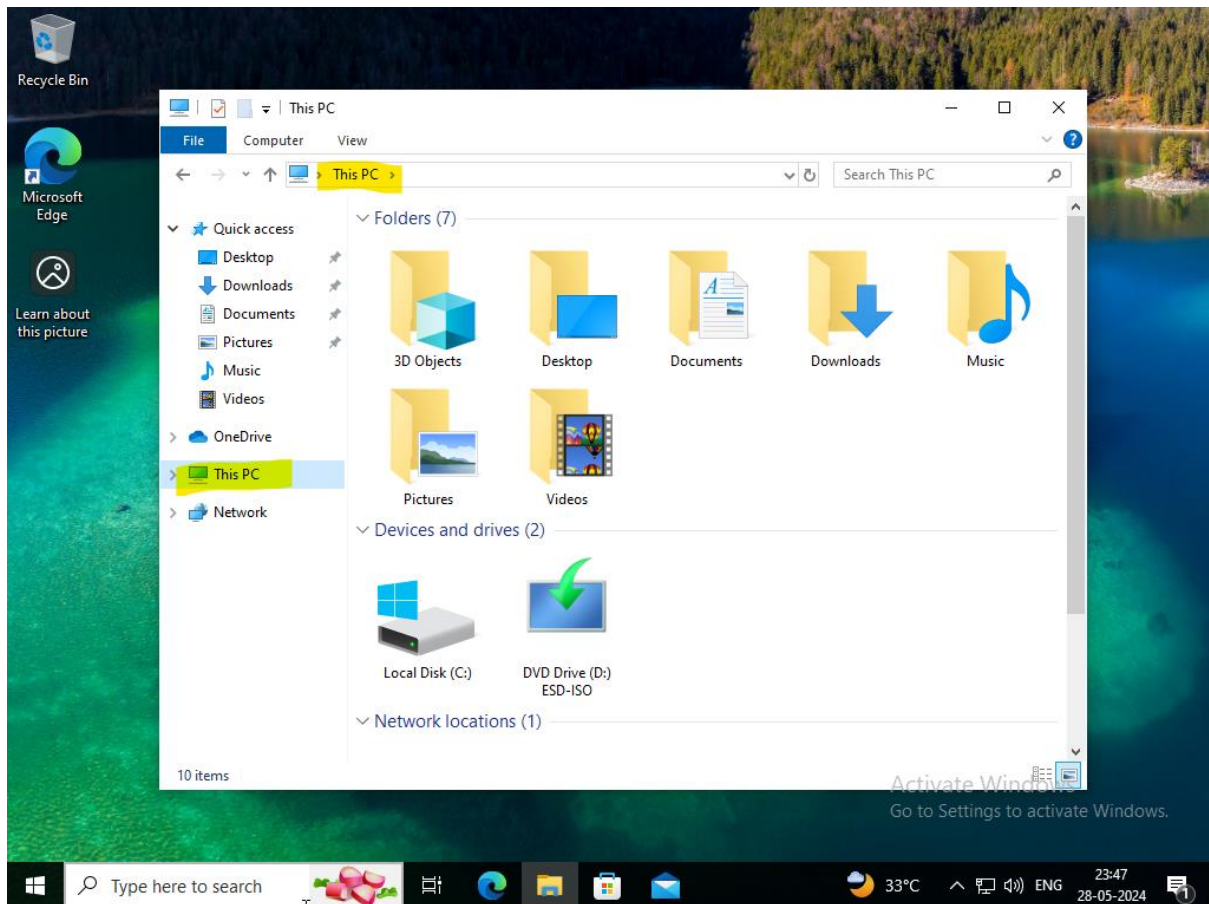 Recycle Bin
Microsoft
Edge
Learn about
this picture
This PC
File Computer View
This PC
Search This PC
Quick access
Desktop
Downloads
Documents
Pictures
Music
Videos
OneDrive
This PC
Network
Folders (7)
3D Objects Desktop Documents Downloads Music
Pictures Videos
Devices and drives (2)
Local Disk (C:) DVD Drive (D:)
ESD-ISO
Network locations (1)
10 items
Activate Windows
Go to Settings to activate Windows.
Type here to search
33°C ENG 23:47
28-05-2024
1